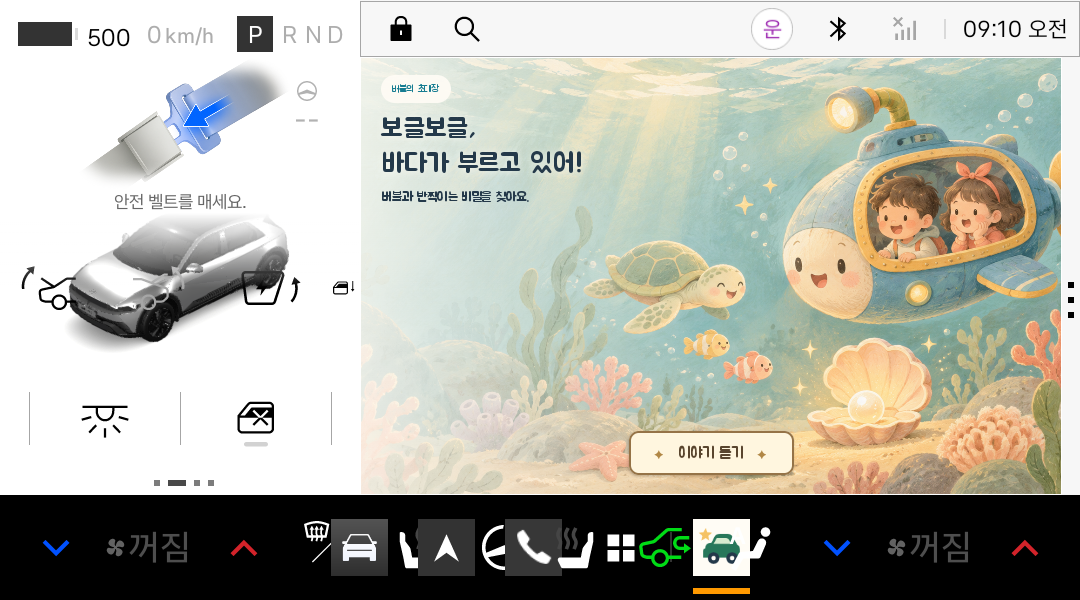 500
0 km/h
P R N D
운
09:10 오전
안전 벨트를 매세요.
버블의 초대장
보글보글,
바다가 부르고 있어!
버블과 반짝이는 비밀을 찾아요.
이야기 듣기
꺼짐
꺼짐